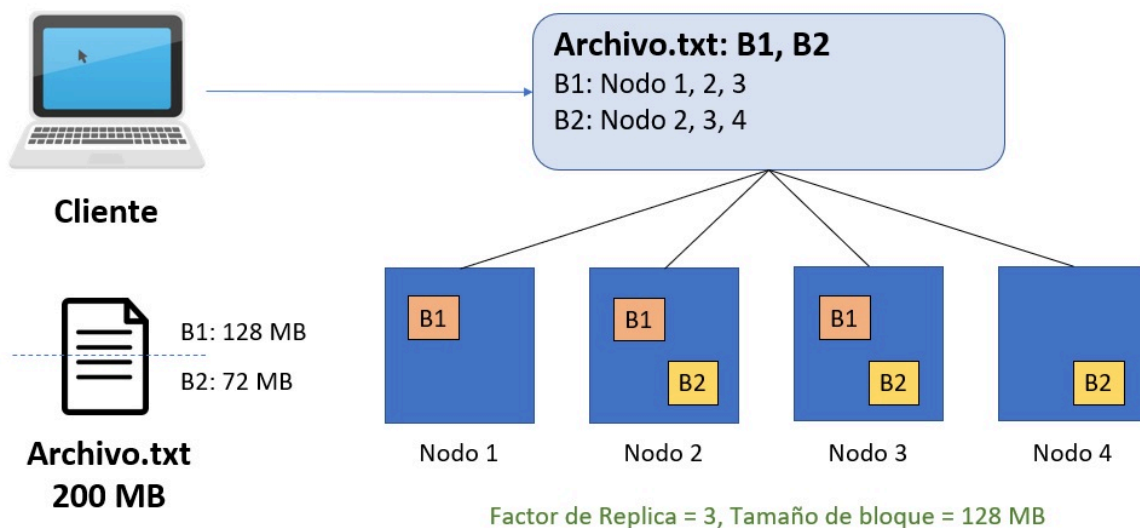 Archivo.txt: B1, B2
B1: Nodo 1, 2, 3
B2: Nodo 2, 3, 4
Cliente
B1: 128 MB
B2: 72 MB
Archivo.txt
200 MB
B1
B1
B2
B1
B2
B2
Nodo 1
Nodo 2
Nodo 3
Nodo 4
Factor de Replica = 3, Tamaño de bloque = 128 MB